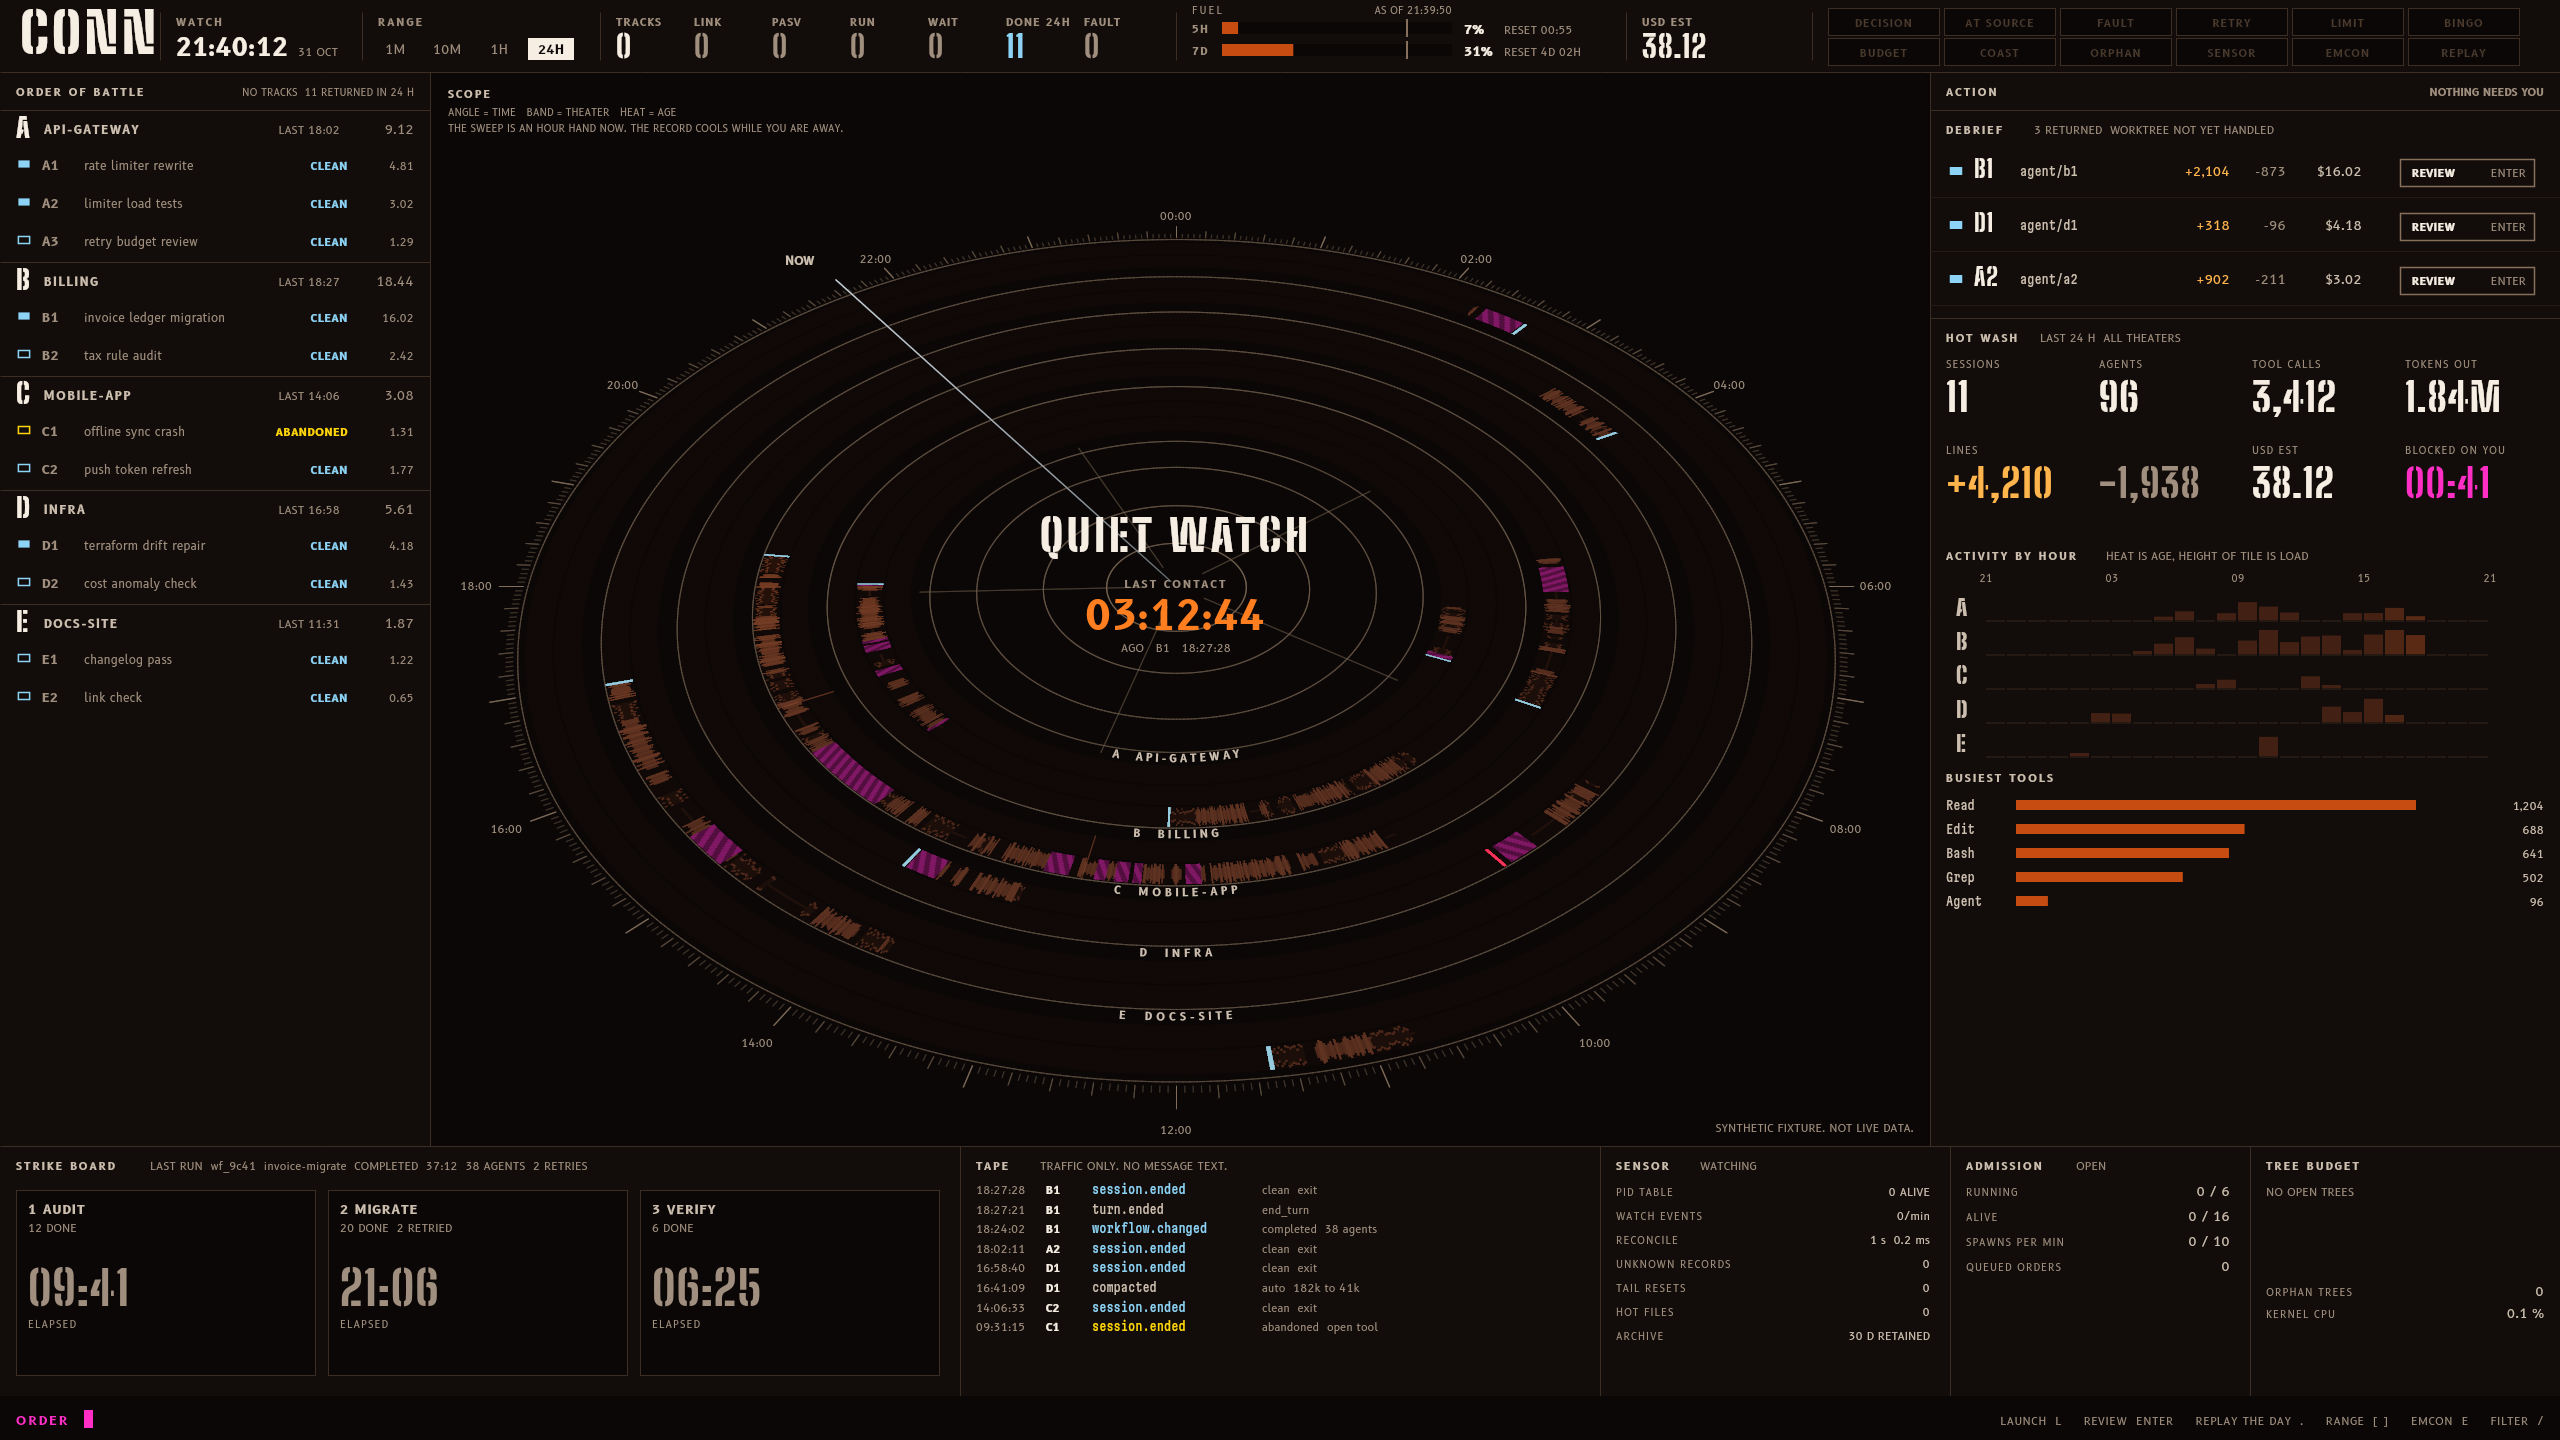 CONN
WATCH
21:40:12 31 OCT
RANGE
1M 10M 1H 24H
TRACKS LINK PASV RUN WAIT DONE 24H FAULT
0 0 0 0 0 11 0
FUEL AS OF 21:39:50
5H 7% RESET 00:55
7D 31% RESET 4D 02H
USD EST
38.12
DECISION AT SOURCE FAULT RETRY LIMIT BINGO
BUDGET COAST ORPHAN SENSOR EMCON REPLAY
ORDER OF BATTLE NO TRACKS 11 RETURNED IN 24 H
A API-GATEWAY LAST 18:02 9.12
A1 rate limiter rewrite CLEAN 4.81
A2 limiter load tests CLEAN 3.02
A3 retry budget review CLEAN 1.29
B BILLING LAST 18:27 18.44
B1 invoice ledger migration CLEAN 16.02
B2 tax rule audit CLEAN 2.42
C MOBILE-APP LAST 14:06 3.08
C1 offline sync crash ABANDONED 1.31
C2 push token refresh CLEAN 1.77
D INFRA LAST 16:58 5.61
D1 terraform drift repair CLEAN 4.18
D2 cost anomaly check CLEAN 1.43
E DOCS-SITE LAST 11:31 1.87
E1 changelog pass CLEAN 1.22
E2 link check CLEAN 0.65
SCOPE
ANGLE = TIME BAND = THEATER HEAT = AGE
THE SWEEP IS AN HOUR HAND NOW. THE RECORD COOLS WHILE YOU ARE AWAY.
00:00
NOW 22:00 02:00
20:00 04:00
QUIET WATCH
LAST CONTACT
18:00 06:00
03:12:44
AGO B1 18:27:28
A API-GATEWAY
16:00 B BILLING 08:00
C MOBILE-APP
D INFRA
E DOCS-SITE
14:00 10:00
12:00
SYNTHETIC FIXTURE. NOT LIVE DATA.
ACTION NOTHING NEEDS YOU
DEBRIEF 3 RETURNED WORKTREE NOT YET HANDLED
B1 agent/b1 +2,104 -873 $16.02 REVIEW ENTER
D1 agent/d1 +318 -96 $4.18 REVIEW ENTER
A2 agent/a2 +902 -211 $3.02 REVIEW ENTER
HOT WASH LAST 24 H ALL THEATERS
SESSIONS AGENTS TOOL CALLS TOKENS OUT
11 96 3,412 1.84M
LINES USD EST BLOCKED ON YOU
+4,210 -1,938 38.12 00:41
ACTIVITY BY HOUR HEAT IS AGE, HEIGHT OF TILE IS LOAD
21 03 09 15 21
A
B
C
D
E
BUSIEST TOOLS
Read 1,204
Edit 688
Bash 641
Grep 502
Agent 96
STRIKE BOARD LAST RUN wf_9c41 invoice-migrate COMPLETED 37:12 38 AGENTS 2 RETRIES
1 AUDIT
12 DONE
09:41
ELAPSED
2 MIGRATE
20 DONE 2 RETRIED
21:06
ELAPSED
3 VERIFY
6 DONE
06:25
ELAPSED
TAPE TRAFFIC ONLY. NO MESSAGE TEXT.
18:27:28 B1 session.ended clean exit
18:27:21 B1 turn.ended end_turn
18:24:02 B1 workflow.changed completed 38 agents
18:02:11 A2 session.ended clean exit
16:58:40 D1 session.ended clean exit
16:41:09 D1 compacted auto 182k to 41k
14:06:33 C2 session.ended clean exit
09:31:15 C1 session.ended abandoned open tool
SENSOR WATCHING
PID TABLE 0 ALIVE
WATCH EVENTS 0/min
RECONCILE 1 s 0.2 ms
UNKNOWN RECORDS 0
TAIL RESETS 0
HOT FILES 0
ARCHIVE 30 D RETAINED
ADMISSION OPEN
RUNNING 0 / 6
ALIVE 0 / 16
SPAWNS PER MIN 0 / 10
QUEUED ORDERS 0
TREE BUDGET
NO OPEN TREES
ORPHAN TREES 0
KERNEL CPU 0.1 %
ORDER
LAUNCH L REVIEW ENTER REPLAY THE DAY . RANGE [ ] EMCON E FILTER /